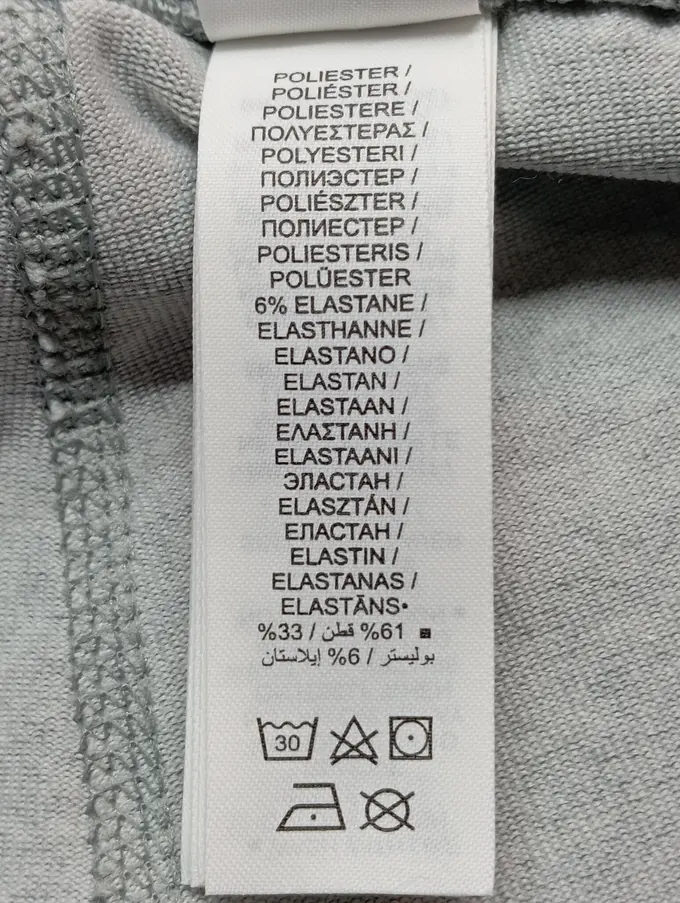 POLIESTER /
POLIÉSTER /
POLIESTERE /
ΠΟΛΥΕΣΤΕΡΑΣ /
POLYESTERI /
ПОЛИЭСТЕР /
POLIÉSZTER /
ПОЛИЕСТЕР /
POLIESTERIS /
POLÜESTER
6% ELASTANE /
ELASTHANNE /
ELASTANO /
ELASTAN /
ELASTAAN /
ΕΛΑΣΤΑΝΗ /
ELASTAANI /
ЭЛАСТАН /
ELASZTÁN /
ЕЛАСТАН /
ELASTIN /
ELASTANAS /
ELASTĀNS•
■ 61% قطن / 33%
بوليستر / 6% إيلاستان
30